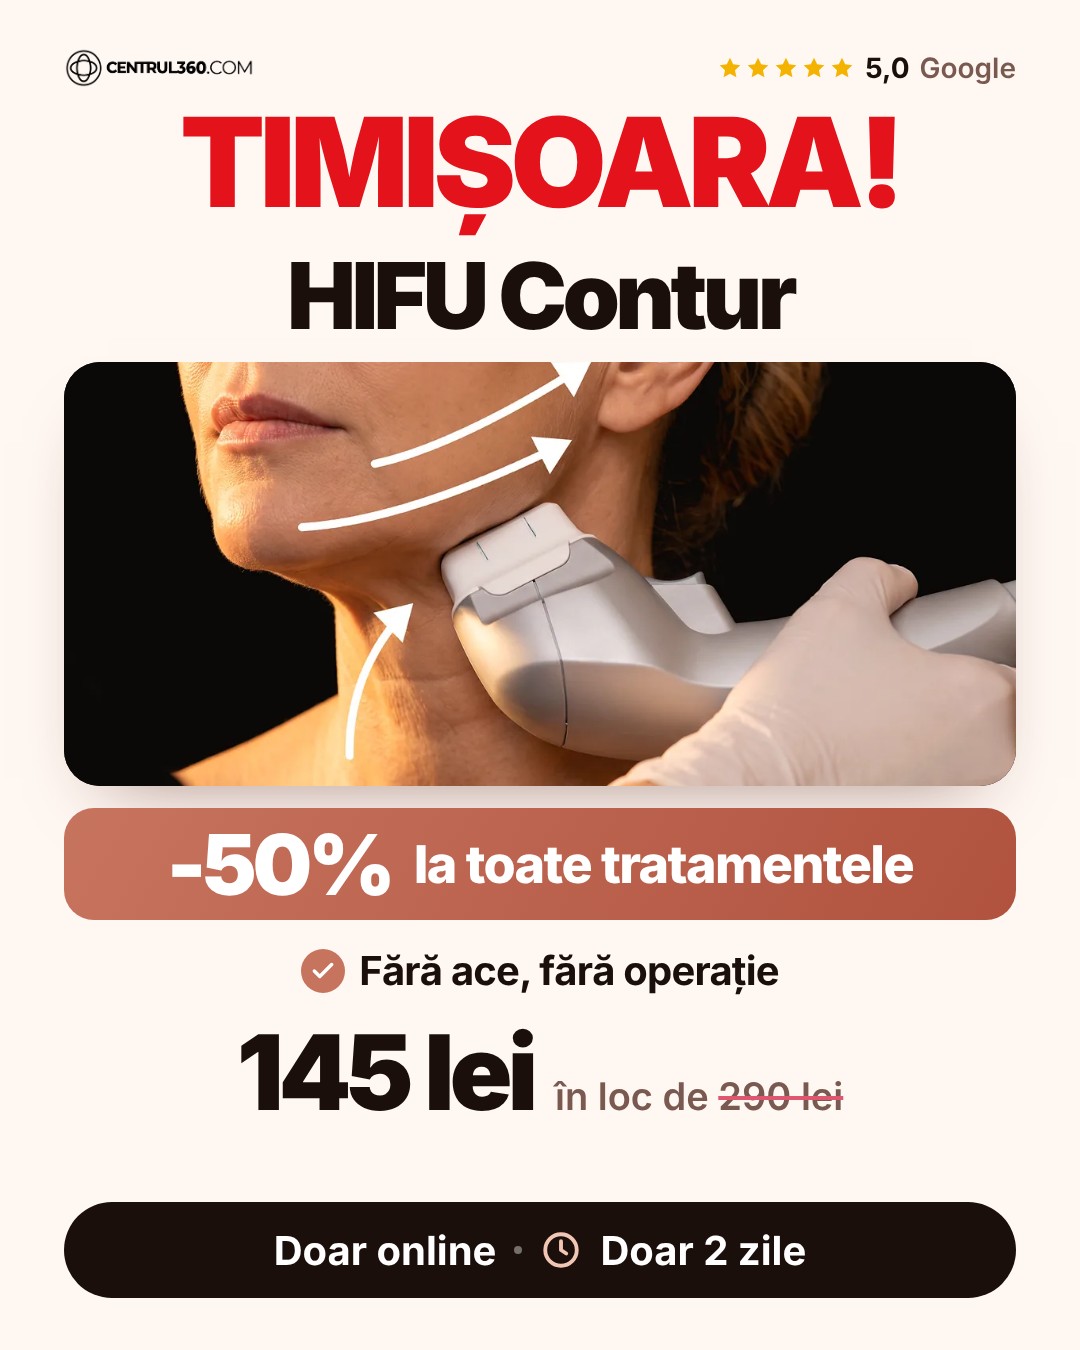 CENTRUL360.COM
5,0 Google
TIMIȘOARA!
HIFU Contur
-50% la toate tratamentele
Fără ace, fără operație
145 lei în loc de 290 lei
Doar online • Doar 2 zile